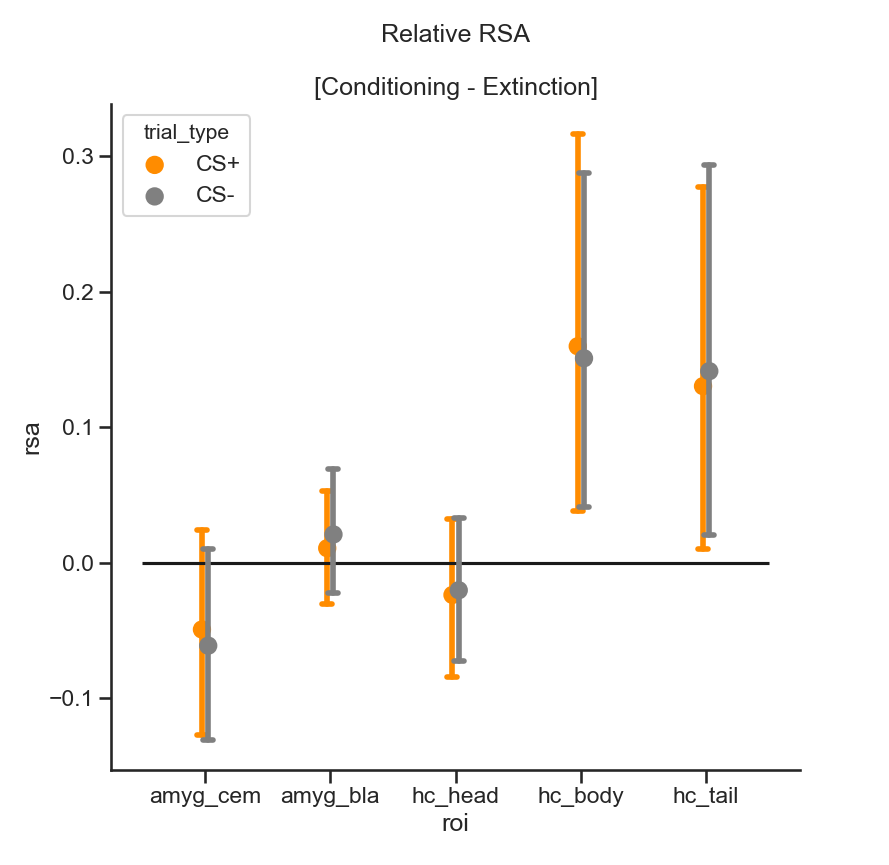 Relative RSA
[Conditioning - Extinction]
trial_type
CS+
CS-
0.3
0.2
0.1
0.0
−0.1
rsa
amyg_cem amyg_bla hc_head hc_body hc_tail
roi